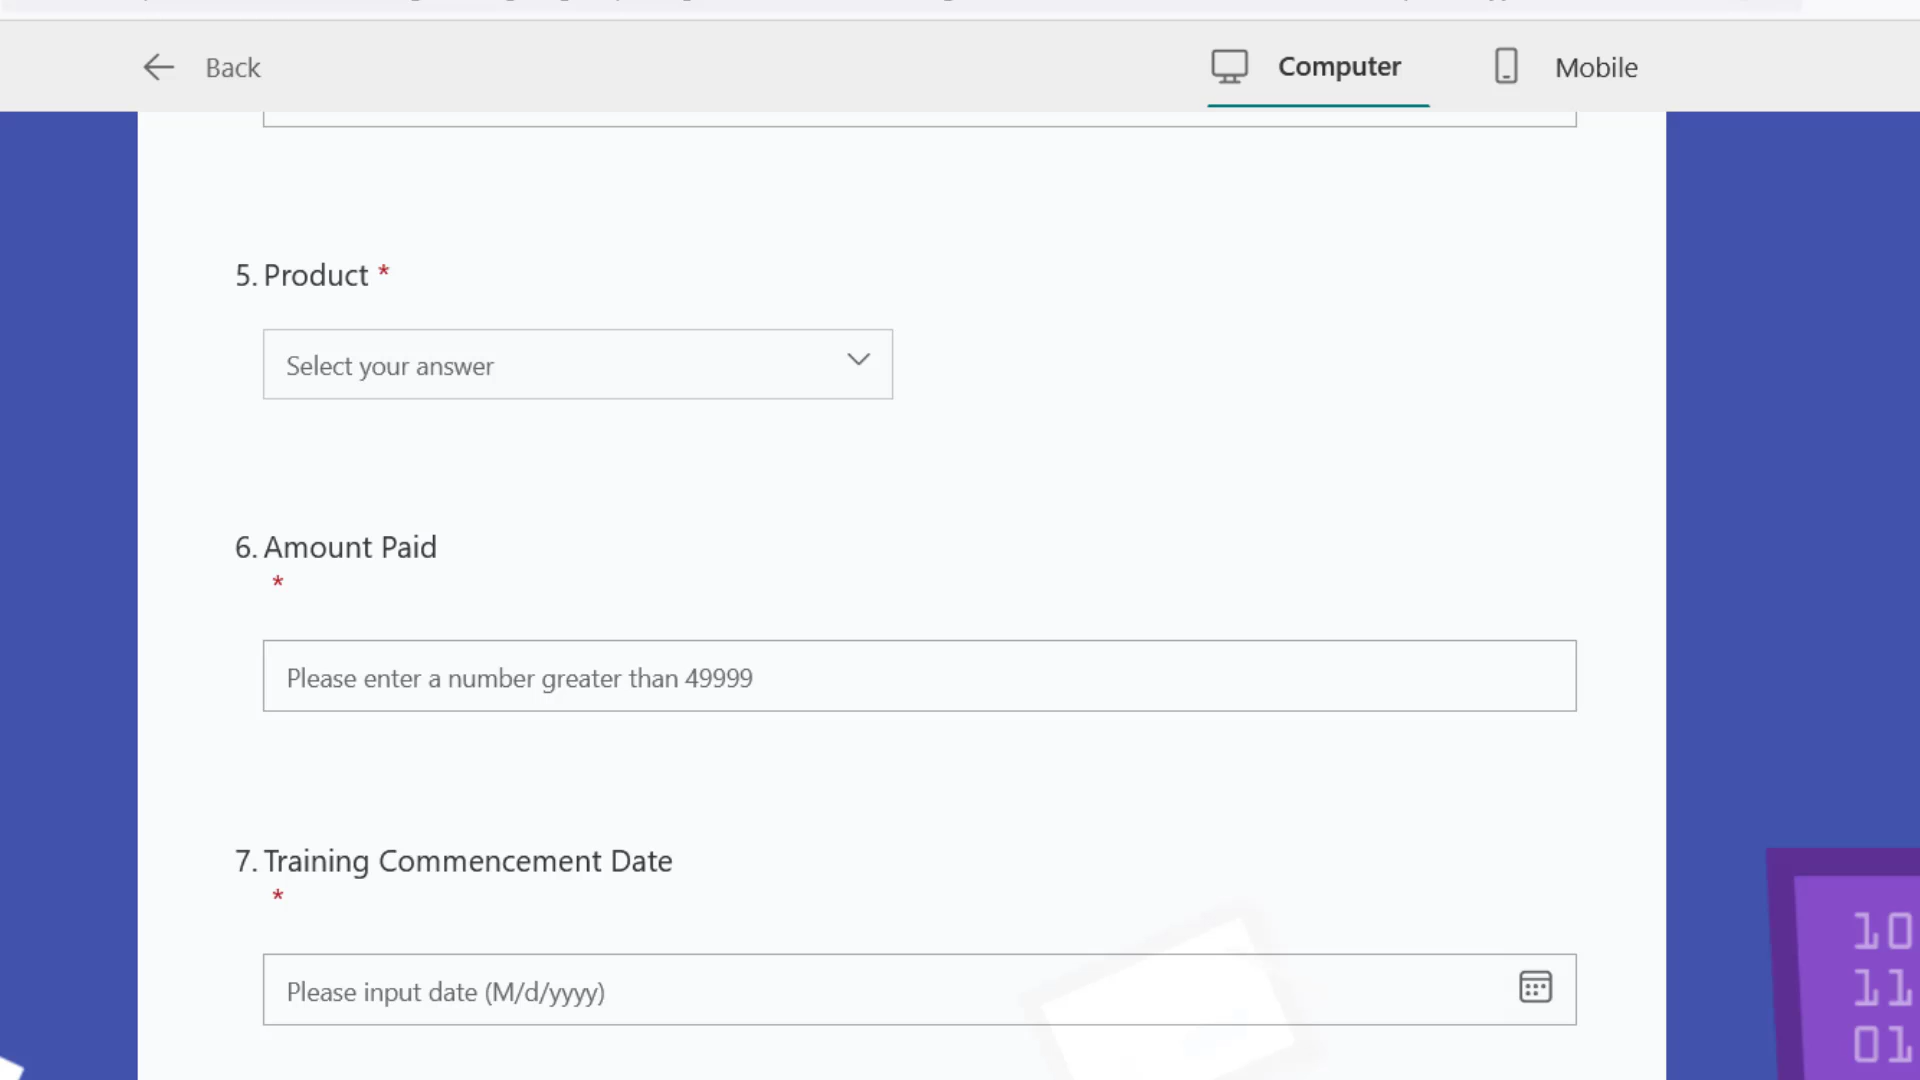 Back
Computer
Mobile
5. Product *
Select your answer
6. Amount Paid
*
Please enter a number greater than 49999
7. Training Commencement Date
*
Please input date (M/d/yyyy)
10
11
01